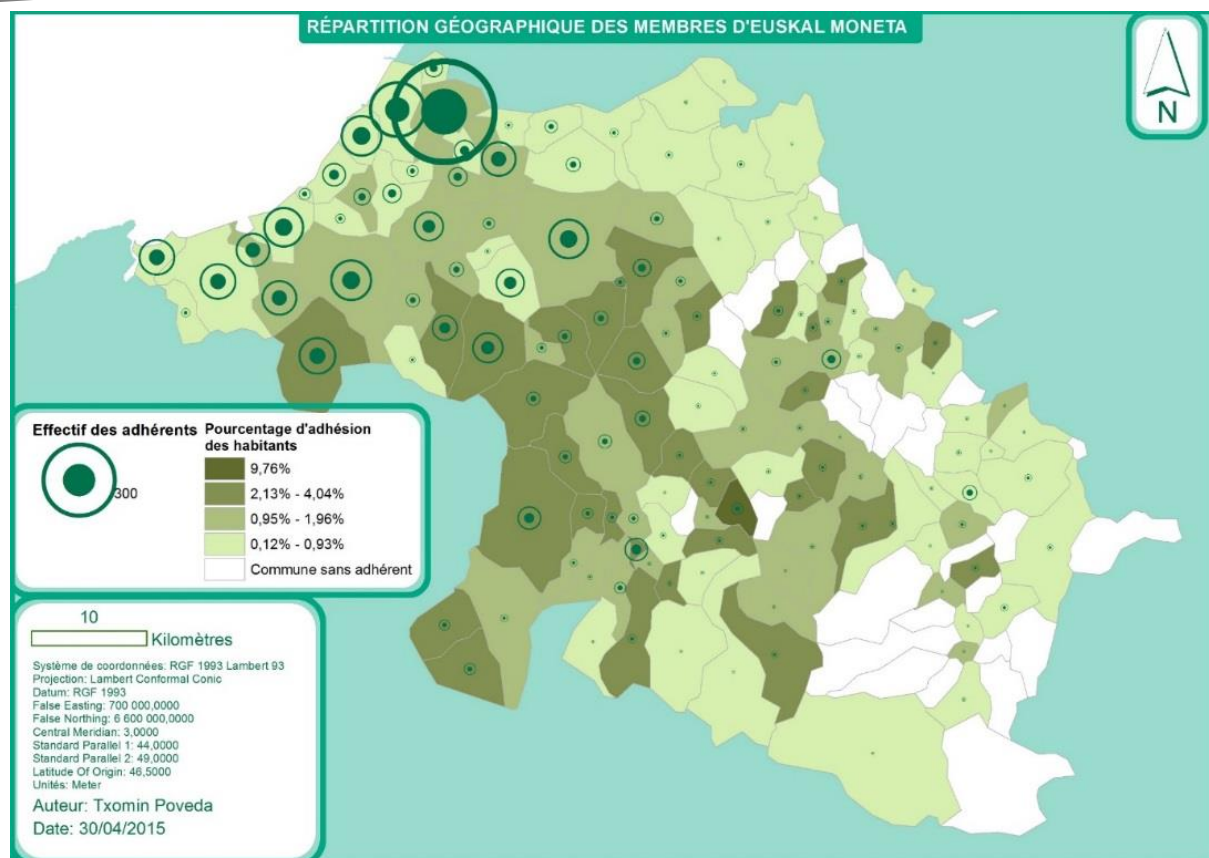 RÉPARTITION GÉOGRAPHIQUE DES MEMBRES D'EUSKAL MONETA
N
Effectif des adhérents
300
Pourcentage d'adhésion
des habitants
9,76%
2,13% - 4,04%
0,95% - 1,96%
0,12% - 0,93%
Commune sans adhérent
10
Kilomètres
Système de coordonnées: RGF 1993 Lambert 93
Projection: Lambert Conformal Conic
Datum: RGF 1993
False Easting: 700 000,0000
False Northing: 6 600 000,0000
Central Meridian: 3,0000
Standard Parallel 1: 44,0000
Standard Parallel 2: 49,0000
Latitude Of Origin: 46,5000
Unités: Meter
Auteur: Txomin Poveda
Date: 30/04/2015